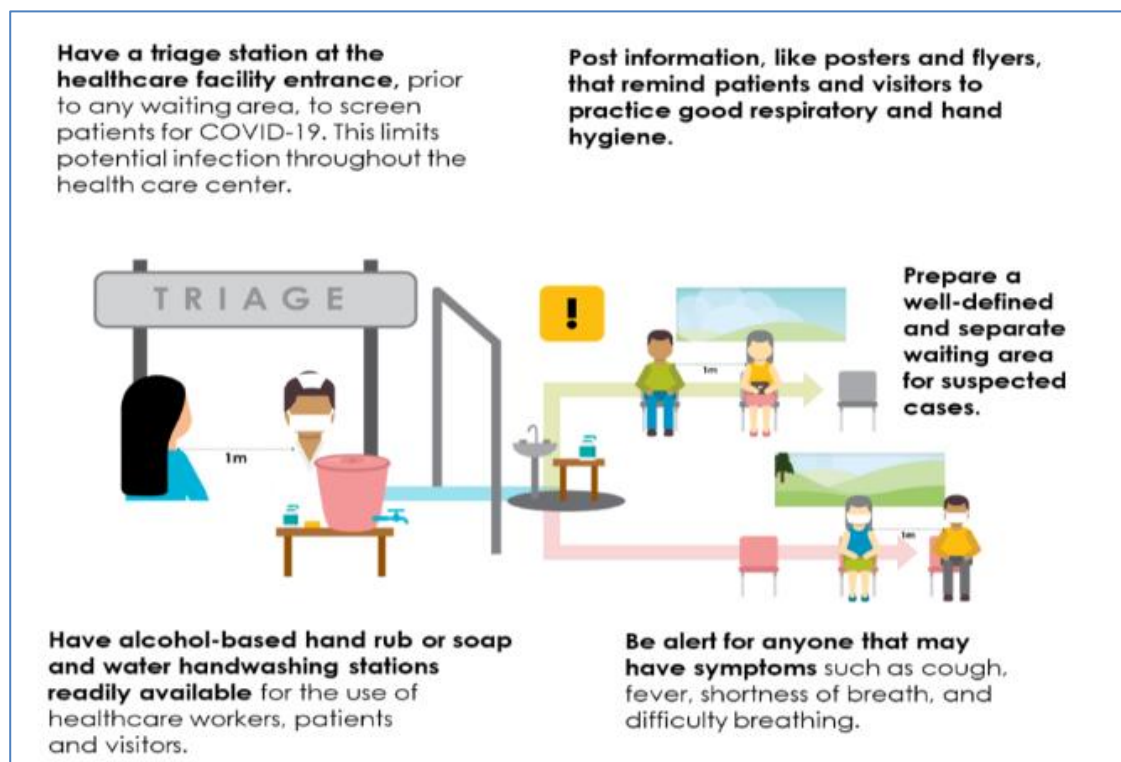 Have a triage station at the
healthcare facility entrance, prior
to any waiting area, to screen
patients for COVID-19. This limits
potential infection throughout the
health care center.
Post information, like posters and flyers,
that remind patients and visitors to
practice good respiratory and hand
hygiene.
TRIAGE
!
1m
1m
Prepare a
well-defined
and separate
waiting area
for suspected
cases.
1m
Have alcohol-based hand rub or soap
and water handwashing stations
readily available for the use of
healthcare workers, patients
and visitors.
Be alert for anyone that may
have symptoms such as cough,
fever, shortness of breath, and
difficulty breathing.